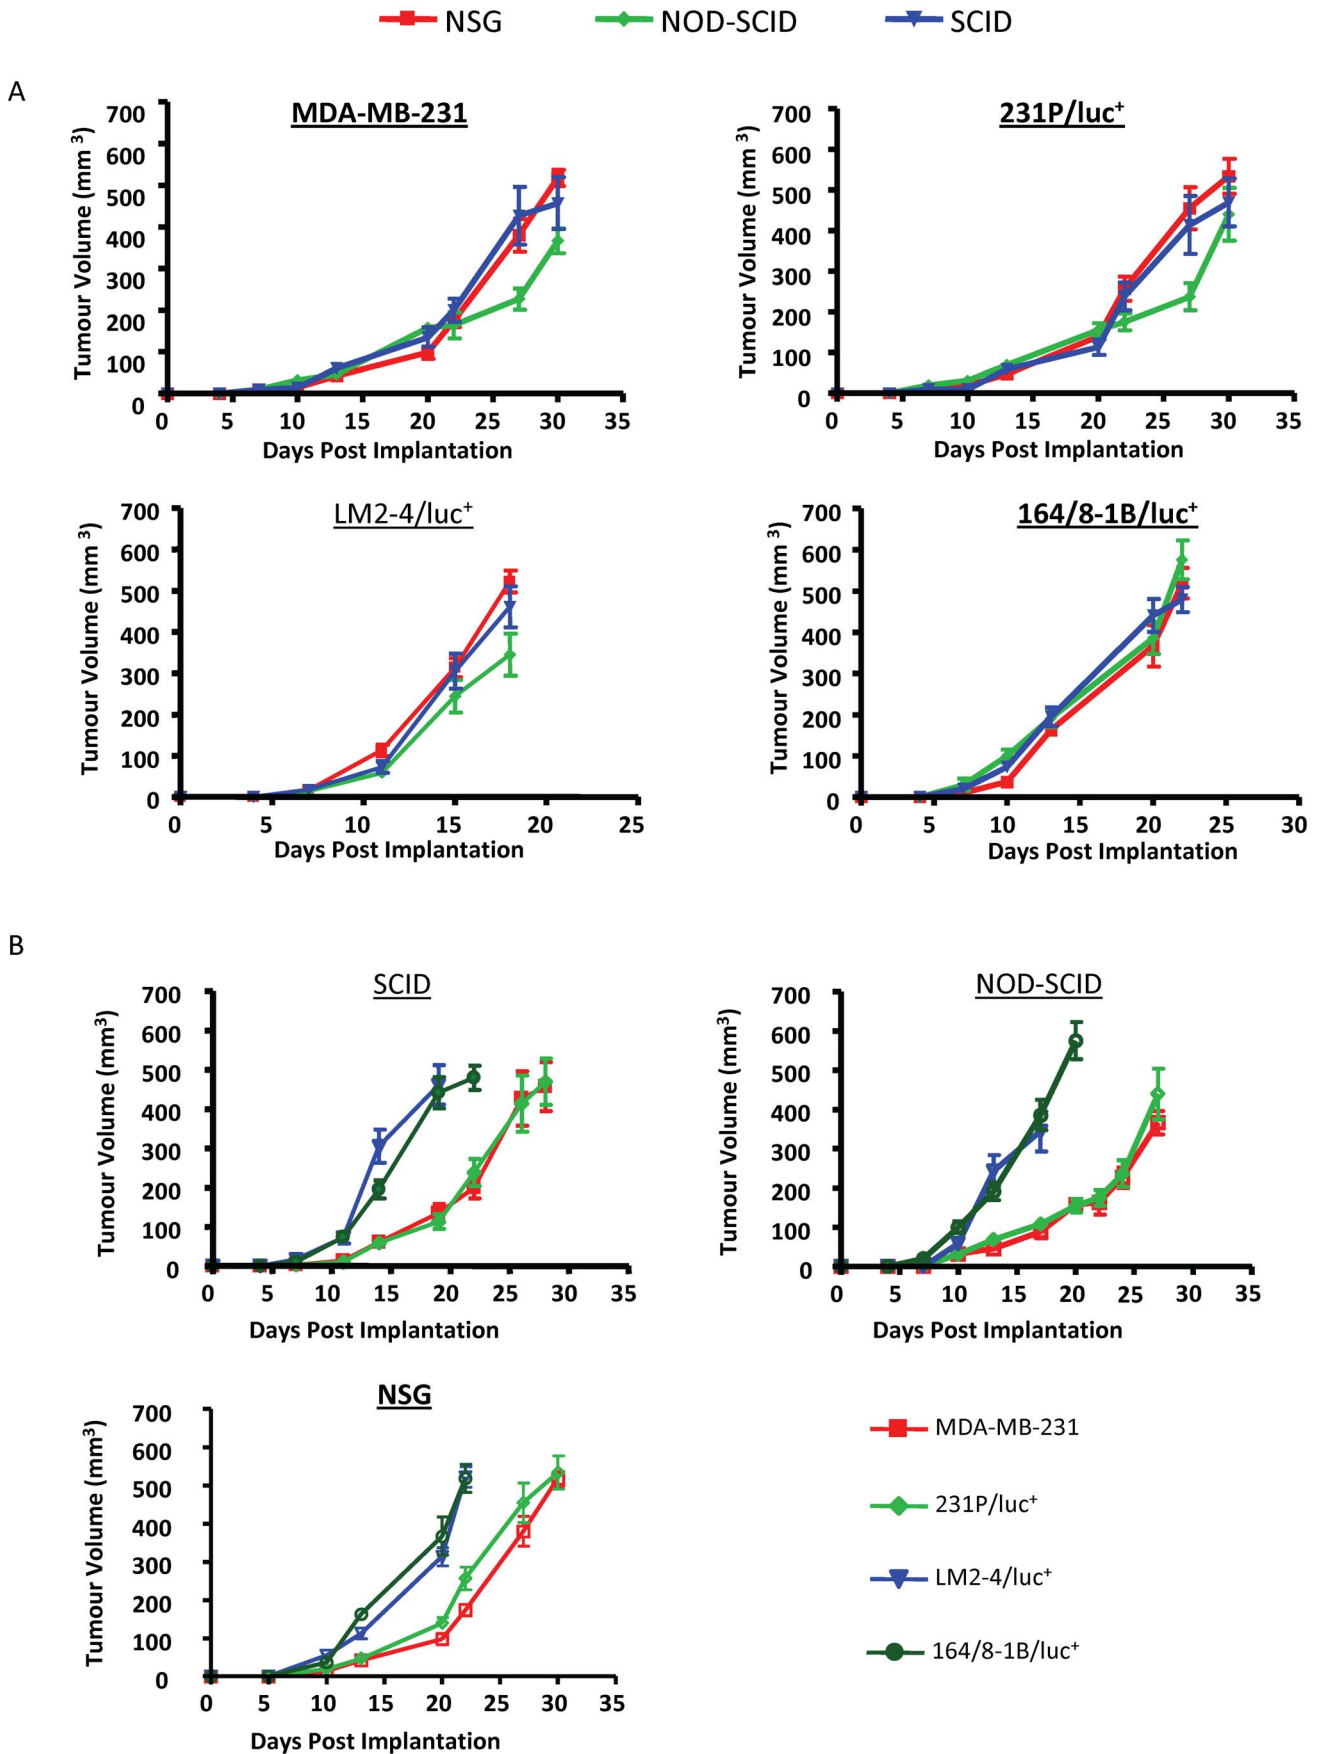 NSG NOD-SCID SCID
A
MDA-MB-231
Tumour Volume (mm 3)
700
600
500
400
300
200
100
0
0 5 10 15 20 25 30 35
Days Post Implantation
231P/luc+
Tumour Volume (mm 3)
700
600
500
400
300
200
100
0
0 5 10 15 20 25 30 35
Days Post Implantation
LM2-4/luc+
Tumour Volume (mm 3)
700
600
500
400
300
200
100
0
0 5 10 15 20 25
Days Post Implantation
164/8-1B/luc+
Tumour Volume (mm 3)
700
600
500
400
300
200
100
0
0 5 10 15 20 25 30
Days Post Implantation
B
SCID
Tumour Volume (mm3)
700
600
500
400
300
200
100
0
0 5 10 15 20 25 30 35
Days Post Implantation
NOD-SCID
Tumour Volume (mm3)
700
600
500
400
300
200
100
0
0 5 10 15 20 25 30 35
Days Post Implantation
NSG
Tumour Volume (mm3)
700
600
500
400
300
200
100
0
0 5 10 15 20 25 30 35
Days Post Implantation
MDA-MB-231
231P/luc+
LM2-4/luc+
164/8-1B/luc+